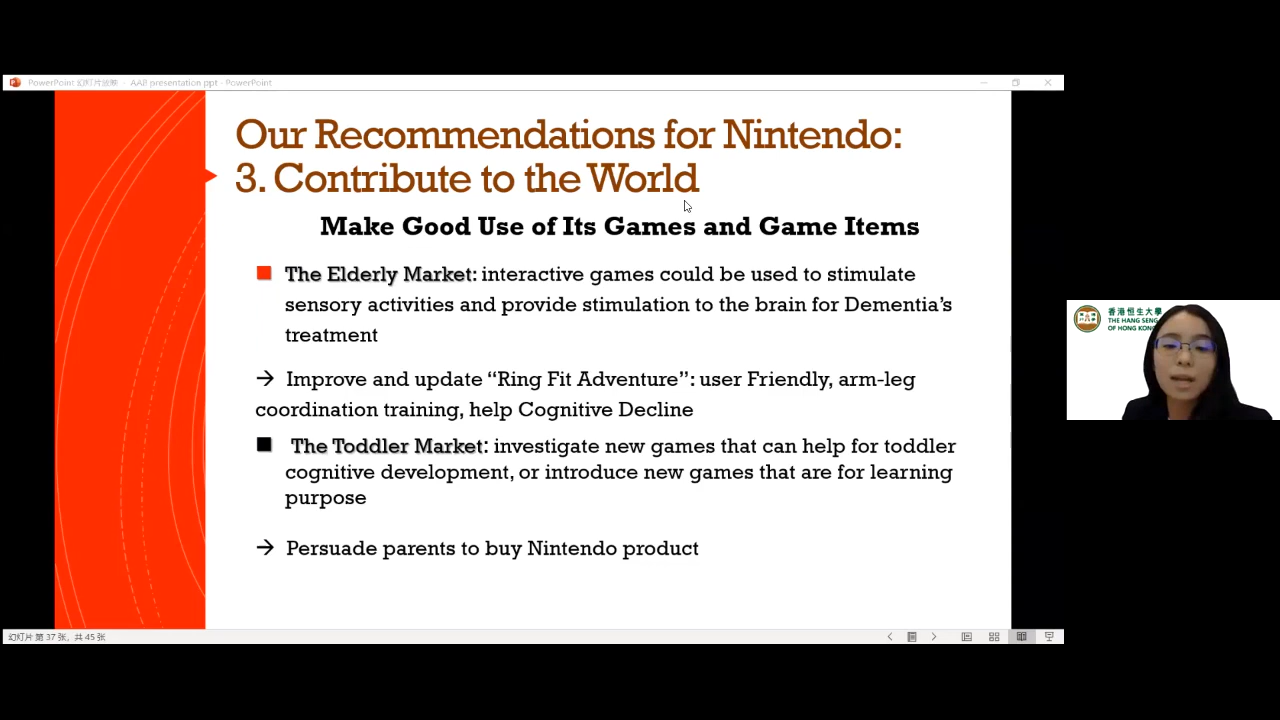 PowerPoint 幻灯片放映 - AAB presentation ppt - PowerPoint
Our Recommendations for Nintendo:
3. Contribute to the World
Make Good Use of Its Games and Game Items
The Elderly Market: interactive games could be used to stimulate
sensory activities and provide stimulation to the brain for Dementia's
treatment
→ Improve and update “Ring Fit Adventure”: user Friendly, arm-leg
coordination training, help Cognitive Decline
The Toddler Market: investigate new games that can help for toddler
cognitive development, or introduce new games that are for learning
purpose
→ Persuade parents to buy Nintendo product
幻灯片 第 37 张，共 45 张
香港恒生大學
THE HANG SENG
OF HONG KONG